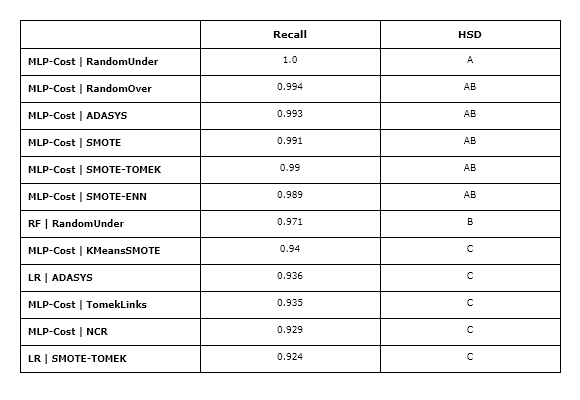 Recall HSD
MLP-Cost | RandomUnder 1.0 A
MLP-Cost | RandomOver 0.994 AB
MLP-Cost | ADASYS 0.993 AB
MLP-Cost | SMOTE 0.991 AB
MLP-Cost | SMOTE-TOMEK 0.99 AB
MLP-Cost | SMOTE-ENN 0.989 AB
RF | RandomUnder 0.971 B
MLP-Cost | KMeansSMOTE 0.94 C
LR | ADASYS 0.936 C
MLP-Cost | TomekLinks 0.935 C
MLP-Cost | NCR 0.929 C
LR | SMOTE-TOMEK 0.924 C